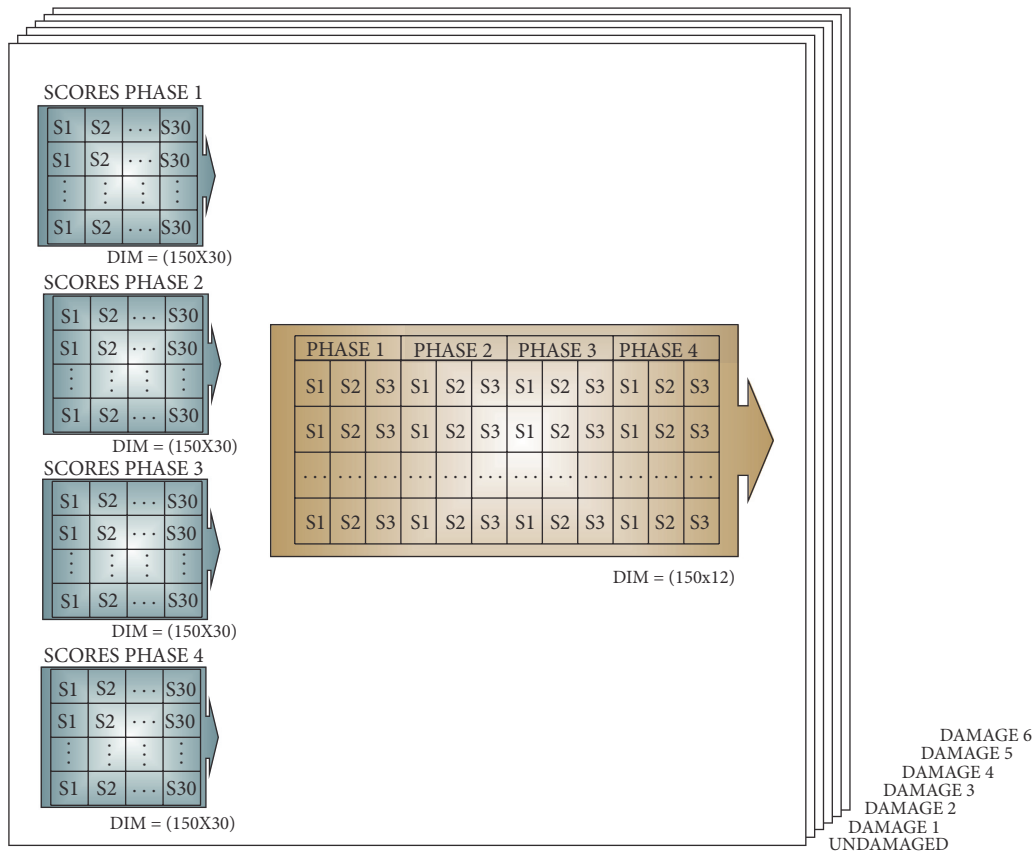 SCORES PHASE 1
S1 S2 ... S30
S1 S2 ... S30
⋮ ⋮ ⋮ ⋮
S1 S2 ... S30
DIM = (150X30)
SCORES PHASE 2
S1 S2 ... S30
S1 S2 ... S30
⋮ ⋮ ⋮ ⋮
S1 S2 ... S30
DIM = (150X30)
SCORES PHASE 3
S1 S2 ... S30
S1 S2 ... S30
⋮ ⋮ ⋮ ⋮
S1 S2 ... S30
DIM = (150X30)
SCORES PHASE 4
S1 S2 ... S30
S1 S2 ... S30
⋮ ⋮ ⋮ ⋮
S1 S2 ... S30
DIM = (150X30)
PHASE 1 PHASE 2 PHASE 3 PHASE 4
S1 S2 S3 S1 S2 S3 S1 S2 S3 S1 S2 S3
S1 S2 S3 S1 S2 S3 S1 S2 S3 S1 S2 S3
... ... ... ... ... ... ... ... ... ... ... ...
S1 S2 S3 S1 S2 S3 S1 S2 S3 S1 S2 S3
DIM = (150x12)
DAMAGE 6
DAMAGE 5
DAMAGE 4
DAMAGE 3
DAMAGE 2
DAMAGE 1
UNDAMAGED